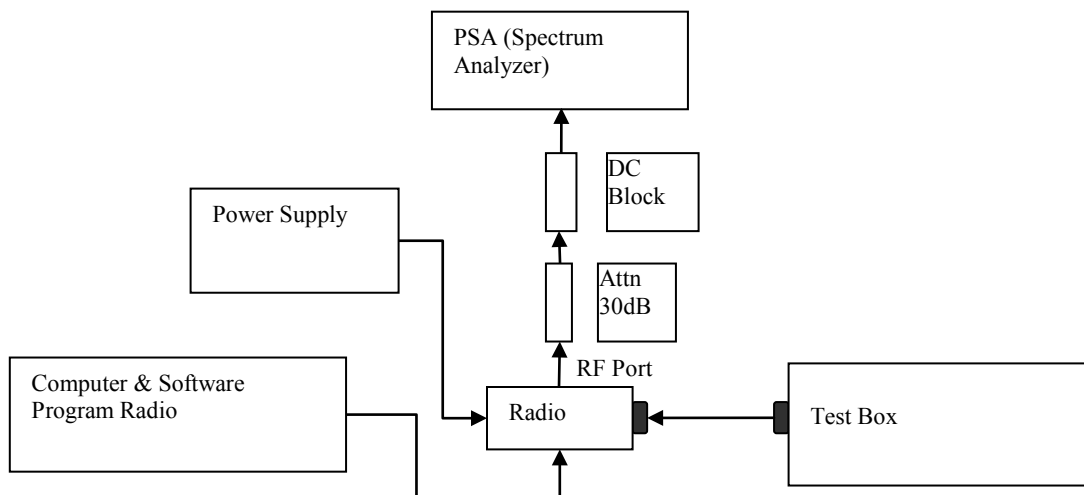 PSA (Spectrum
Analyzer)
DC
Block
Power Supply
Attn
30dB
RF Port
Computer & Software
Program Radio
Radio
Test Box